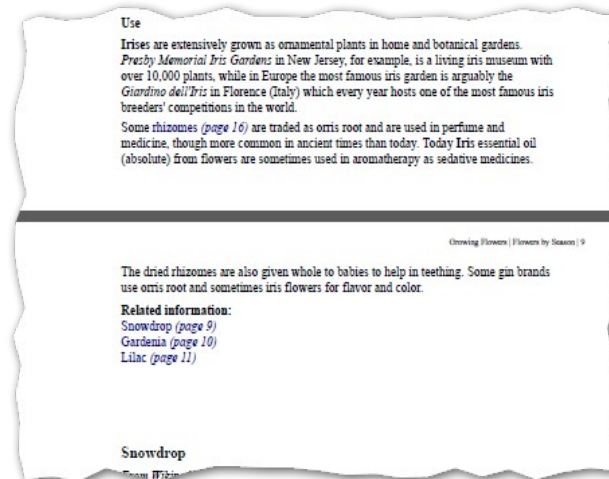 Use
Irises are extensively grown as ornamental plants in home and botanical gardens.
Presby Memorial Iris Gardens in New Jersey, for example, is a living iris museum with
over 10,000 plants, while in Europe the most famous iris garden is arguably the
Giardino dell'Iris in Florence (Italy) which every year hosts one of the most famous iris
breeders' competitions in the world.
Some rhizomes (page 16) are traded as orris root and are used in perfume and
medicine, though more common in ancient times than today. Today Iris essential oil
(absolute) from flowers are sometimes used in aromatherapy as sedative medicines.
Growing Flowers | Flowers by Season | 9
The dried rhizomes are also given whole to babies to help in teething. Some gin brands
use orris root and sometimes iris flowers for flavor and color.
Related information:
Snowdrop (page 9)
Gardenia (page 10)
Lilac (page 11)
Snowdrop
From